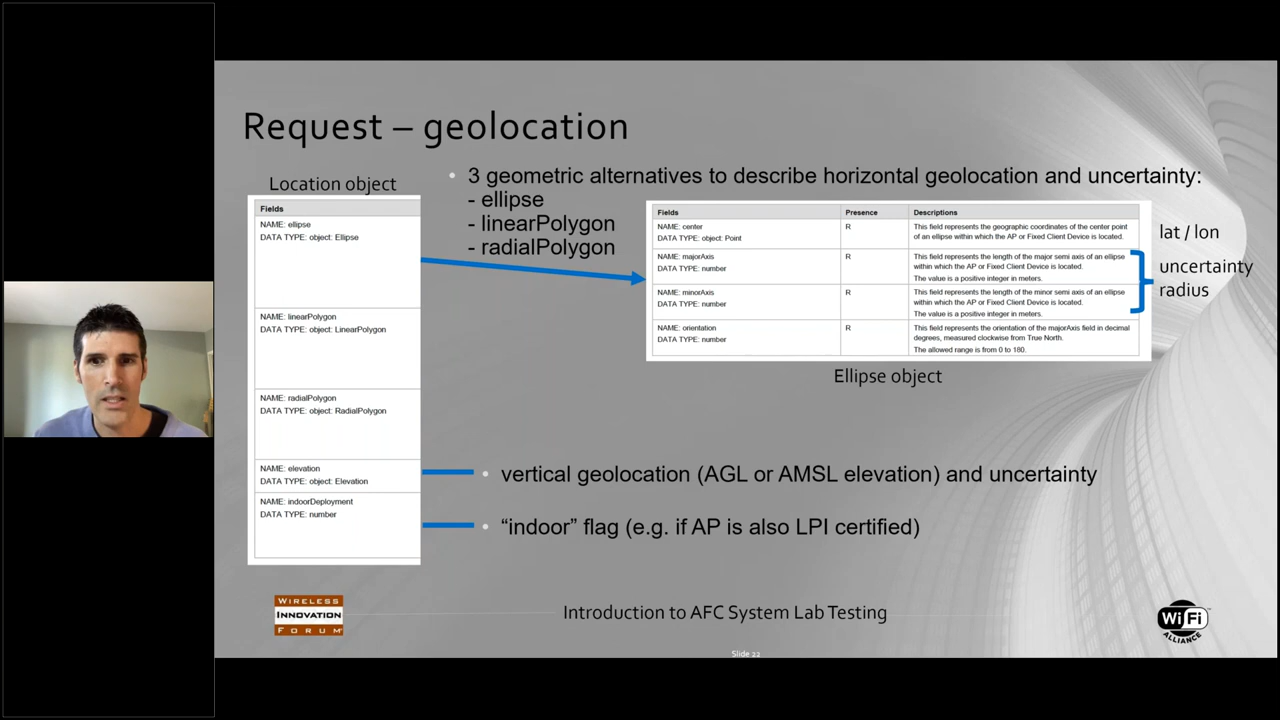 Request – geolocation
Location object
Fields
NAME: ellipse
DATA TYPE: object: Ellipse
NAME: linearPolygon
DATA TYPE: object: LinearPolygon
NAME: radialPolygon
DATA TYPE: object: RadialPolygon
NAME: elevation
DATA TYPE: object: Elevation
NAME: indoorDeployment
DATA TYPE: number
• 3 geometric alternatives to describe horizontal geolocation and uncertainty:
- ellipse
- linearPolygon
- radialPolygon
Fields Presence Descriptions
NAME: center R This field represents the geographic coordinates of the center point
DATA TYPE: object: Point of an ellipse within which the AP or Fixed Client Device is located.
NAME: majorAxis R This field represents the length of the major semi axis of an ellipse
DATA TYPE: number within which the AP or Fixed Client Device is located.
The value is a positive integer in meters.
NAME: minorAxis R This field represents the length of the minor semi axis of an ellipse
DATA TYPE: number within which the AP or Fixed Client Device is located.
The value is a positive integer in meters.
NAME: orientation R This field represents the orientation of the majorAxis field in decimal
DATA TYPE: number degrees, measured clockwise from True North.
The allowed range is from 0 to 180.
lat / lon
uncertainty
radius
Ellipse object
• vertical geolocation (AGL or AMSL elevation) and uncertainty
• “indoor” flag (e.g. if AP is also LPI certified)
WIRELESS
INNOVATION
FORUM
Introduction to AFC System Lab Testing
Wi Fi
ALLIANCE
Slide 22